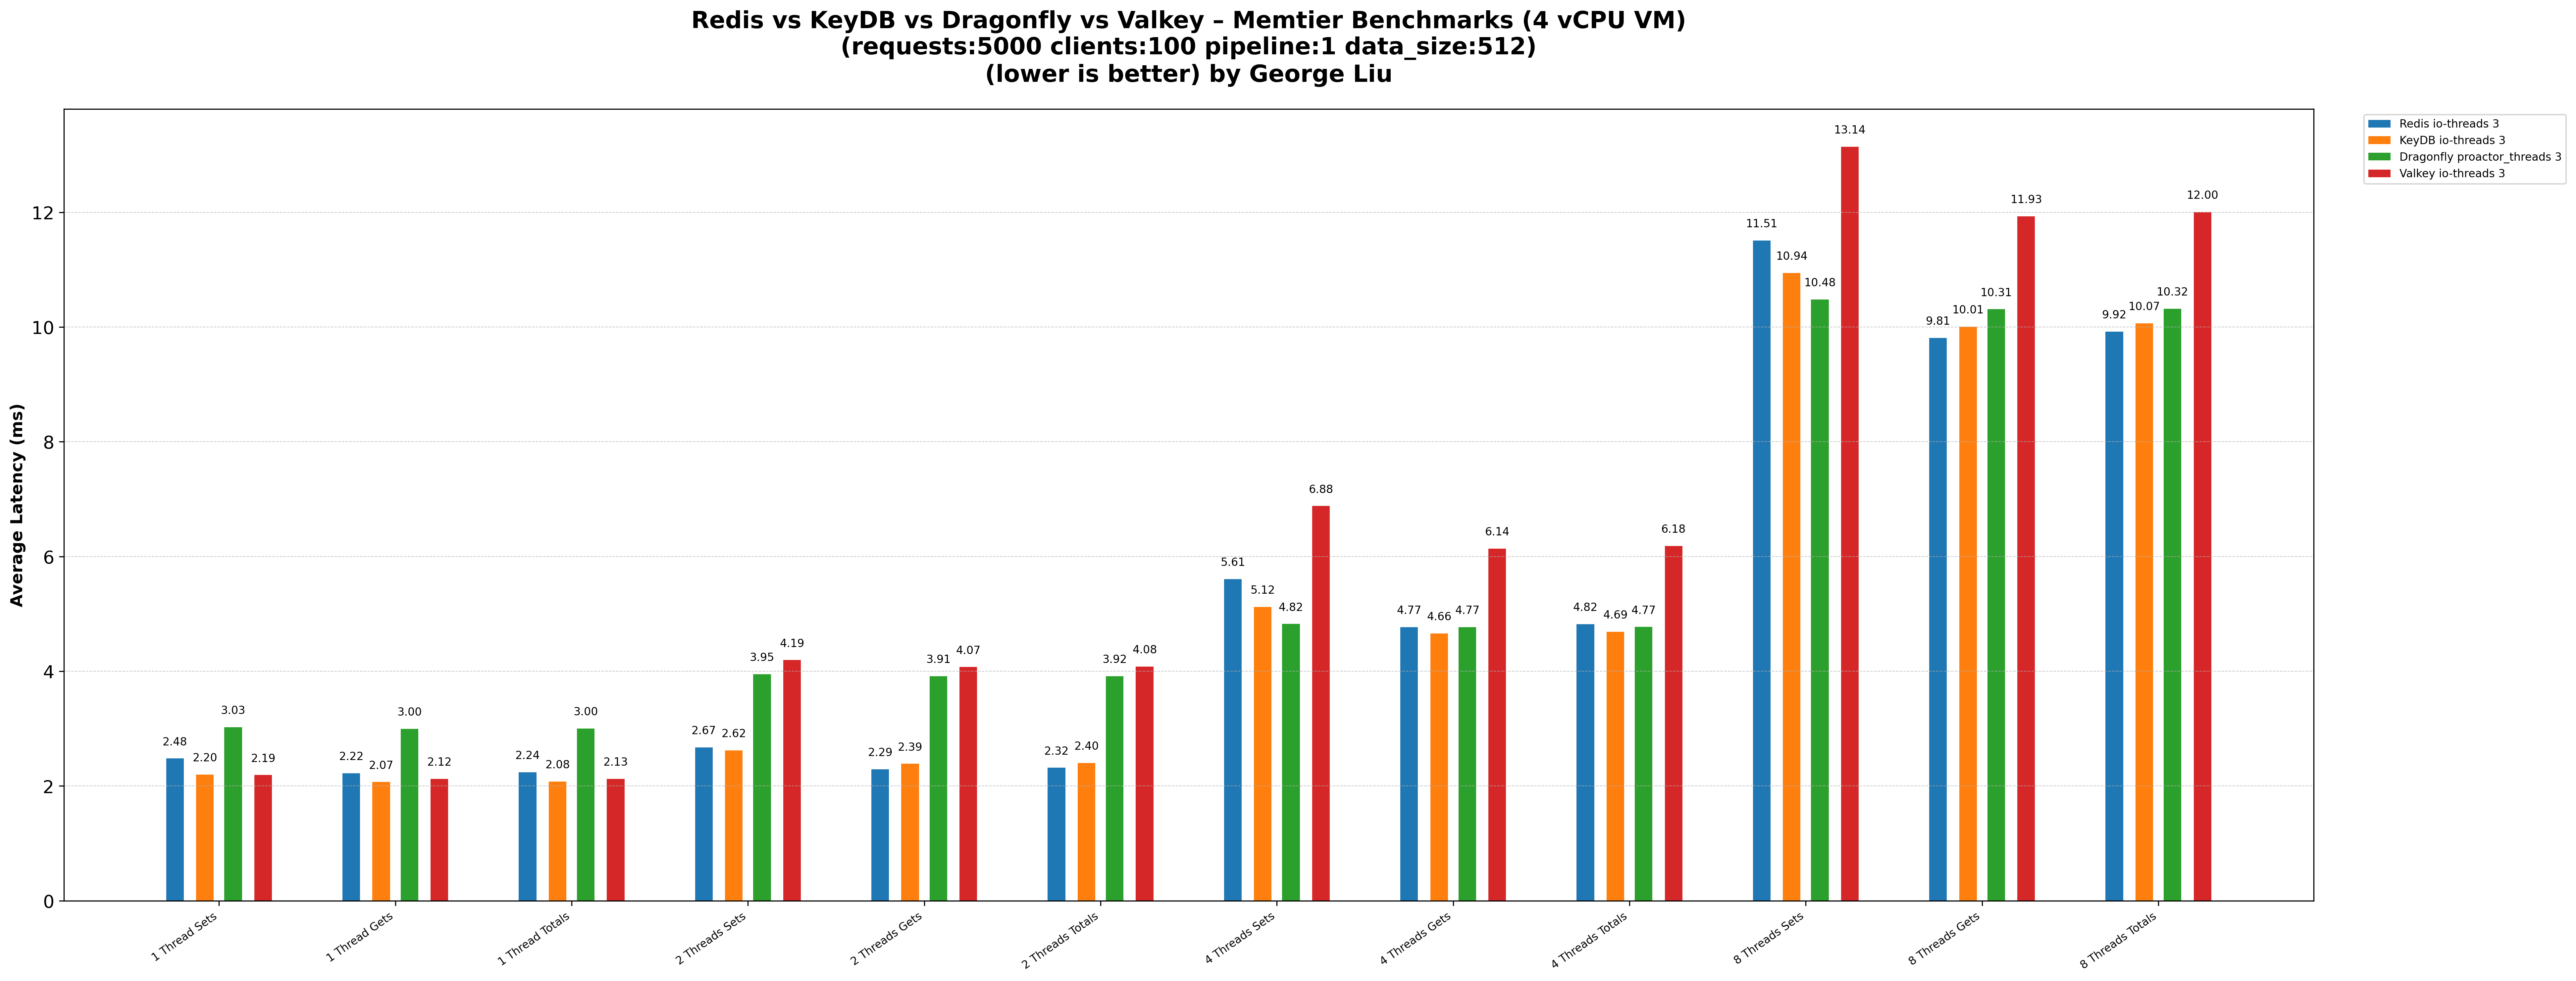 Redis vs KeyDB vs Dragonfly vs Valkey – Memtier Benchmarks (4 vCPU VM)
(requests:5000 clients:100 pipeline:1 data_size:512)
(lower is better) by George Liu
Redis io-threads 3
KeyDB io-threads 3
Dragonfly proactor_threads 3
Valkey io-threads 3
Average Latency (ms)
12
10
8
6
4
2
0
2.48
2.20
3.03
2.19
2.22
2.07
3.00
2.12
2.24
2.08
3.00
2.13
2.67
2.62
3.95
4.19
2.29
2.39
3.91
4.07
2.32
2.40
3.92
4.08
5.61
5.12
4.82
6.88
4.77
4.66
4.77
6.14
4.82
4.69
4.77
6.18
11.51
10.94
10.48
13.14
9.81
10.01
10.31
11.93
9.92
10.07
10.32
12.00
1 Thread Sets
1 Thread Gets
1 Thread Totals
2 Threads Sets
2 Threads Gets
2 Threads Totals
4 Threads Sets
4 Threads Gets
4 Threads Totals
8 Threads Sets
8 Threads Gets
8 Threads Totals